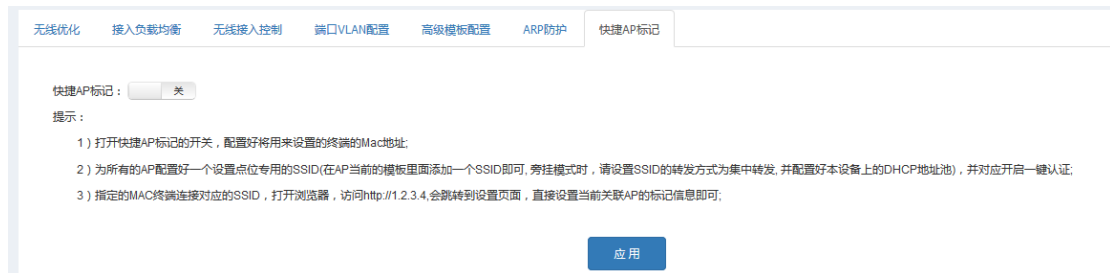 无线优化 接入负载均衡 无线接入控制 端口VLAN配置 高级模板配置 ARP防护 快捷AP标记
快捷AP标记： 关
提示：
1）打开快捷AP标记的开关，配置好将用来设置的终端的Mac地址;
2）为所有的AP配置好一个设置点位专用的SSID(在AP当前的模板里面添加一个SSID即可, 旁挂模式时，请设置SSID的转发方式为集中转发, 并配置好本设备上的DHCP地址池)，并对应开启一键认证;
3）指定的MAC终端连接对应的SSID，打开浏览器，访问http://1.2.3.4,会跳转到设置页面，直接设置当前关联AP的标记信息即可;
应 用